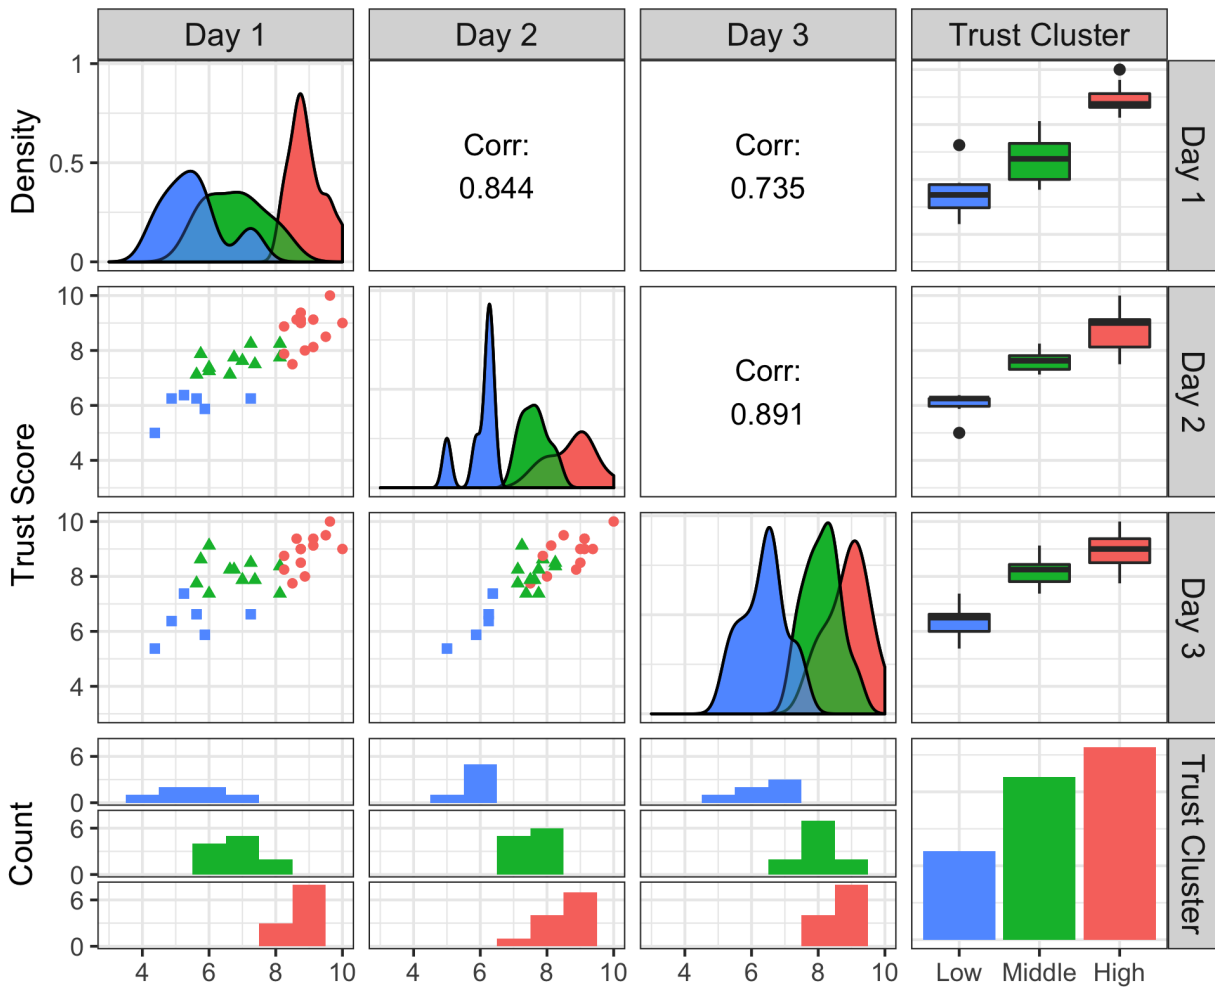 Day 1
Day 2
Day 3
Trust Cluster
Density
1
0.5
0
Corr:
0.844
Corr:
0.735
Day 1
10
8
6
4
Corr:
0.891
Day 2
Trust Score
10
8
6
4
Day 3
Count
6
0
6
0
6
0
Trust Cluster
4 6 8 10
4 6 8 10
4 6 8 10
Low Middle High